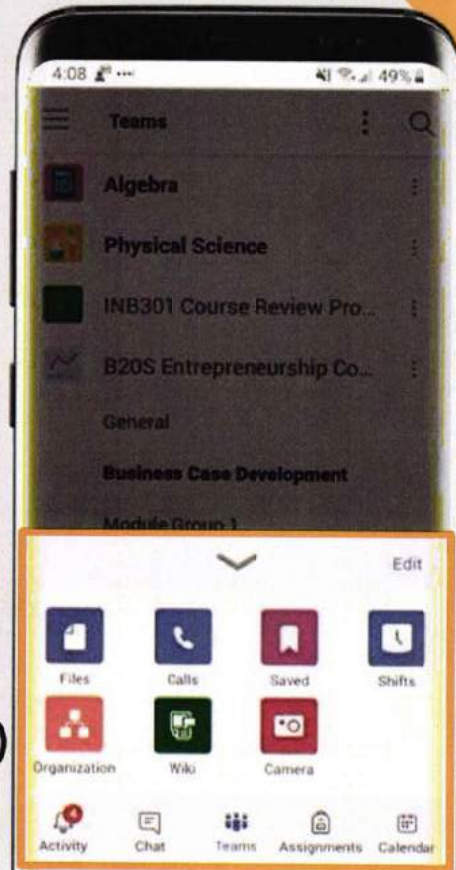 4:08 49%
Teams
Algebra
Physical Science
INB301 Course Review Pro...
B20S Entrepreneurship Co...
General
Business Case Development
Module Group 1
Edit
Files Calls Saved Shifts
Organization Wiki Camera
4
Activity Chat Teams Assignments Calendar
)